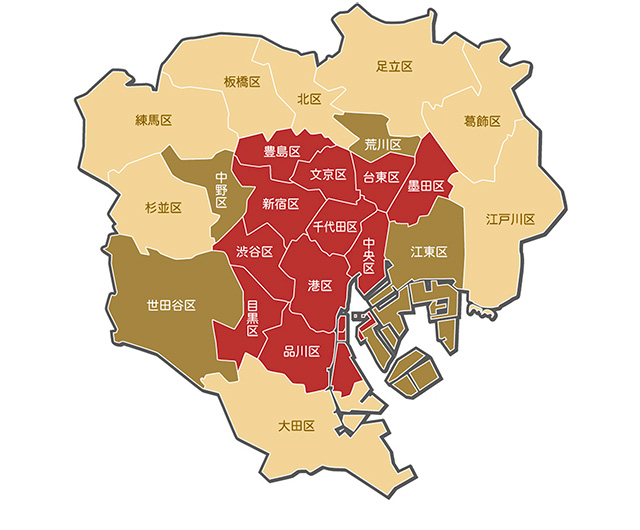 足立区
板橋区
北区
葛飾区
練馬区
荒川区
豊島区
文京区
台東区
墨田区
中野区
杉並区
新宿区
江戸川区
千代田区
中央区
渋谷区
江東区
港区
世田谷区
目黒区
品川区
大田区